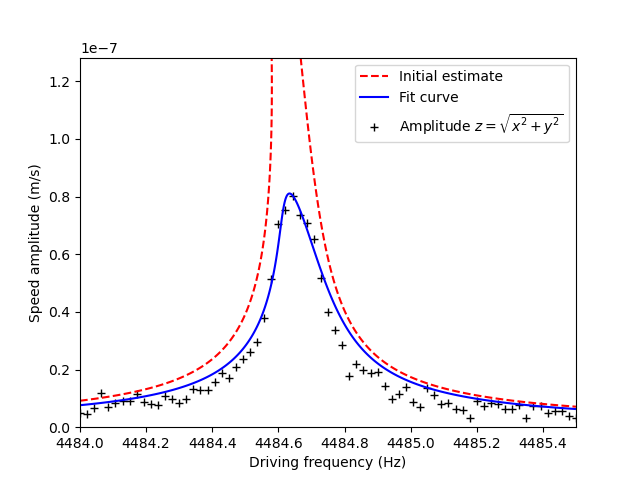 1e−7
Initial estimate
Fit curve
Amplitude z = √x² + y²
1.2
1.0
0.8
0.6
0.4
0.2
0.0
Speed amplitude (m/s)
4484.0 4484.2 4484.4 4484.6 4484.8 4485.0 4485.2 4485.4
Driving frequency (Hz)